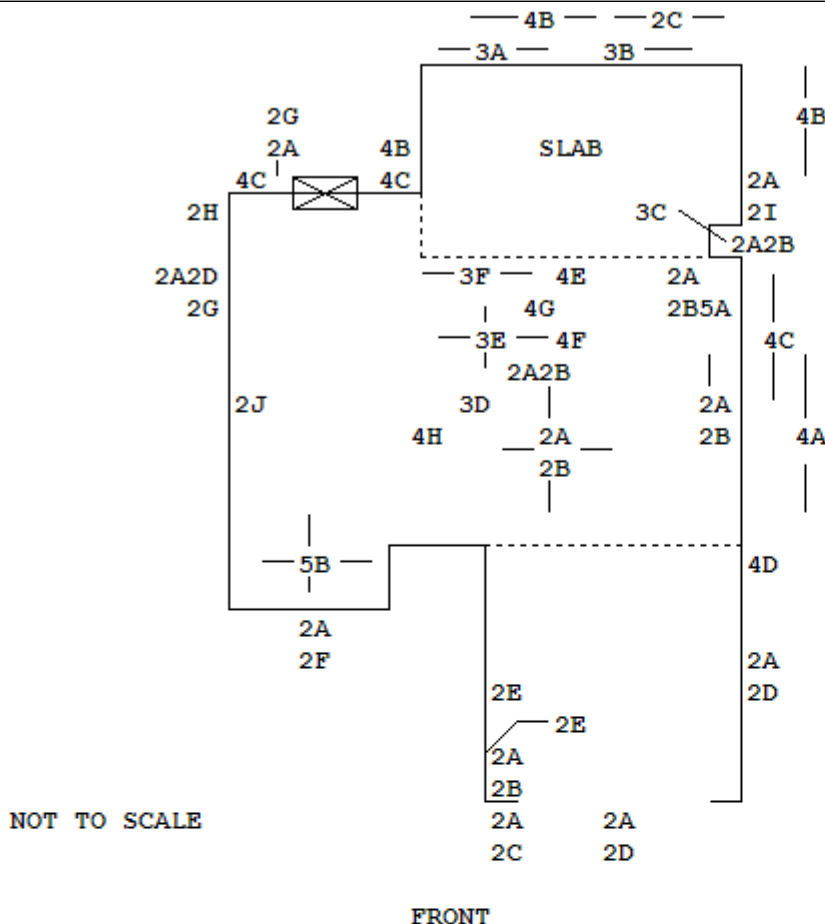 4B 2C
3A 3B
2G 4B
2A 4B SLAB
4C 4C 2A
2H 3C 2I
2A2B
2A2D 3F 4E 2A
2G 4G 2B5A
3E 4F 4C
2A2B
2J 3D 2A
4H 2A 2B 4A
2B
5B 4D
2A
2F 2A
2E 2D
2E
2A
2B
NOT TO SCALE 2A 2A
2C 2D
FRONT